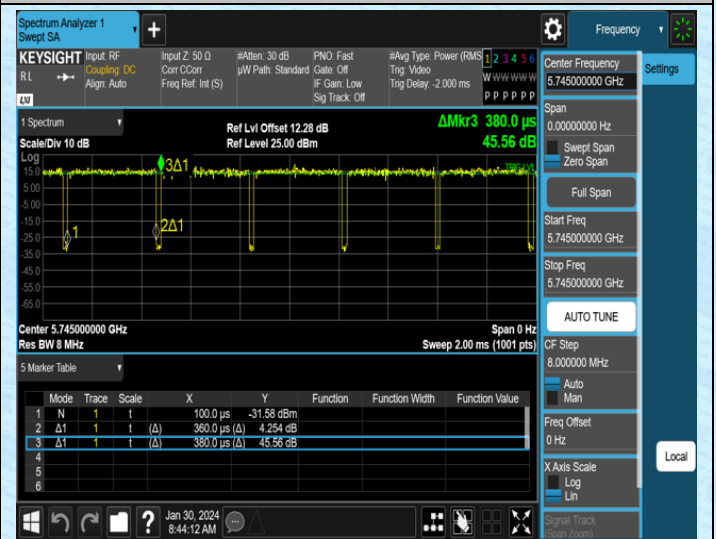 Spectrum Analyzer 1
Swept SA
Frequency
KEYSIGHT
RL
LXI
Input: RF
Coupling: DC
Align: Auto
Input Z: 50 Ω
Corr CCorr
Freq Ref: Int (S)
#Atten: 30 dB
µW Path: Standard
PNO: Fast
Gate: Off
IF Gain: Low
Sig Track: Off
#Avg Type: Power (RMS
Trig: Video
Trig Delay: -2.000 ms
1 2 3 4 5 6
W W W W W W
P P P P P P
1 Spectrum
Scale/Div 10 dB
Log
Ref Lvl Offset 12.28 dB
Ref Level 25.00 dBm
ΔMkr3 380.0 µs
45.56 dB
15.0
5.00
-5.00
-15.0
-25.0
-35.0
-45.0
-55.0
-65.0
3Δ1
TRIG LVL
1
2Δ1
Center 5.745000000 GHz
Res BW 8 MHz
Span 0 Hz
Sweep 2.00 ms (1001 pts)
5 Marker Table
Mode Trace Scale X Y Function Function Width Function Value
1 N 1 t 100.0 µs -31.58 dBm
2 Δ1 1 t (Δ) 360.0 µs (Δ) 4.254 dB
3 Δ1 1 t (Δ) 380.0 µs (Δ) 45.56 dB
4
5
6
?
Jan 30, 2024
8:44:12 AM
Center Frequency
5.745000000 GHz
Span
0.00000000 Hz
Swept Span
Zero Span
Full Span
Start Freq
5.745000000 GHz
Stop Freq
5.745000000 GHz
AUTO TUNE
CF Step
8.000000 MHz
Auto
Man
Freq Offset
0 Hz
X Axis Scale
Log
Lin
Signal Track
(Span Zoom)
Settings
Local